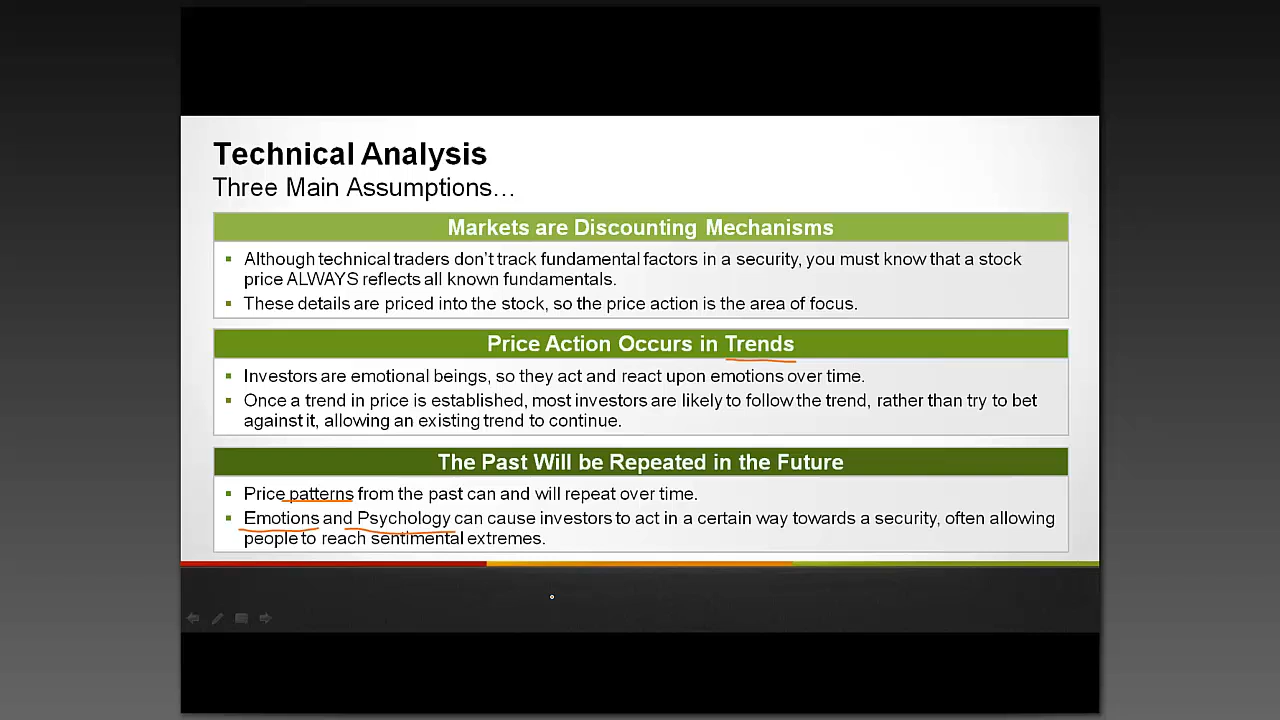 Technical Analysis
Three Main Assumptions…
Markets are Discounting Mechanisms
▪ Although technical traders don't track fundamental factors in a security, you must know that a stock
price ALWAYS reflects all known fundamentals.
▪ These details are priced into the stock, so the price action is the area of focus.
Price Action Occurs in Trends
▪ Investors are emotional beings, so they act and react upon emotions over time.
▪ Once a trend in price is established, most investors are likely to follow the trend, rather than try to bet
against it, allowing an existing trend to continue.
The Past Will be Repeated in the Future
▪ Price patterns from the past can and will repeat over time.
▪ Emotions and Psychology can cause investors to act in a certain way towards a security, often allowing
people to reach sentimental extremes.